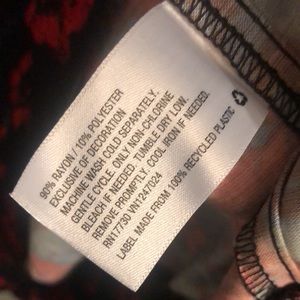 90% RAYON / 10% POLYESTER
EXCLUSIVE OF DECORATION
MACHINE WASH COLD SEPARATELY.
GENTLE CYCLE. ONLY NON-CHLORINE
BLEACH IF NEEDED. TUMBLE DRY LOW.
REMOVE PROMPTLY. COOL IRON IF NEEDED.
RN17730 VN1247024
LABEL MADE FROM 100% RECYCLED PLASTIC